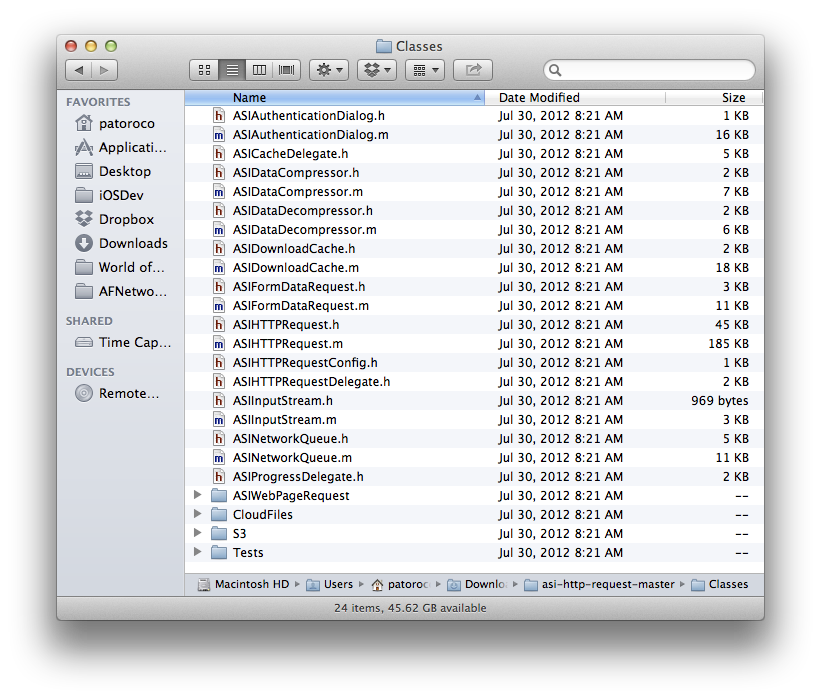 Classes
FAVORITES
patoroco
Applicati...
Desktop
iOSDev
Dropbox
Downloads
World of...
AFNetwo...
SHARED
Time Cap...
DEVICES
Remote...
Name Date Modified Size
h ASIAuthenticationDialog.h Jul 30, 2012 8:21 AM 1 KB
m ASIAuthenticationDialog.m Jul 30, 2012 8:21 AM 16 KB
h ASICacheDelegate.h Jul 30, 2012 8:21 AM 5 KB
h ASIDataCompressor.h Jul 30, 2012 8:21 AM 2 KB
m ASIDataCompressor.m Jul 30, 2012 8:21 AM 7 KB
h ASIDataDecompressor.h Jul 30, 2012 8:21 AM 2 KB
m ASIDataDecompressor.m Jul 30, 2012 8:21 AM 6 KB
h ASIDownloadCache.h Jul 30, 2012 8:21 AM 2 KB
m ASIDownloadCache.m Jul 30, 2012 8:21 AM 18 KB
h ASIFormDataRequest.h Jul 30, 2012 8:21 AM 3 KB
m ASIFormDataRequest.m Jul 30, 2012 8:21 AM 11 KB
h ASIHTTPRequest.h Jul 30, 2012 8:21 AM 45 KB
m ASIHTTPRequest.m Jul 30, 2012 8:21 AM 185 KB
h ASIHTTPRequestConfig.h Jul 30, 2012 8:21 AM 1 KB
h ASIHTTPRequestDelegate.h Jul 30, 2012 8:21 AM 2 KB
h ASIInputStream.h Jul 30, 2012 8:21 AM 969 bytes
m ASIInputStream.m Jul 30, 2012 8:21 AM 3 KB
h ASINetworkQueue.h Jul 30, 2012 8:21 AM 5 KB
m ASINetworkQueue.m Jul 30, 2012 8:21 AM 11 KB
h ASIProgressDelegate.h Jul 30, 2012 8:21 AM 2 KB
ASIWebPageRequest Jul 30, 2012 8:21 AM --
CloudFiles Jul 30, 2012 8:21 AM --
S3 Jul 30, 2012 8:21 AM --
Tests Jul 30, 2012 8:21 AM --
Macintosh HD Users patoroc Downlo asi-http-request-master Classes
24 items, 45.62 GB available